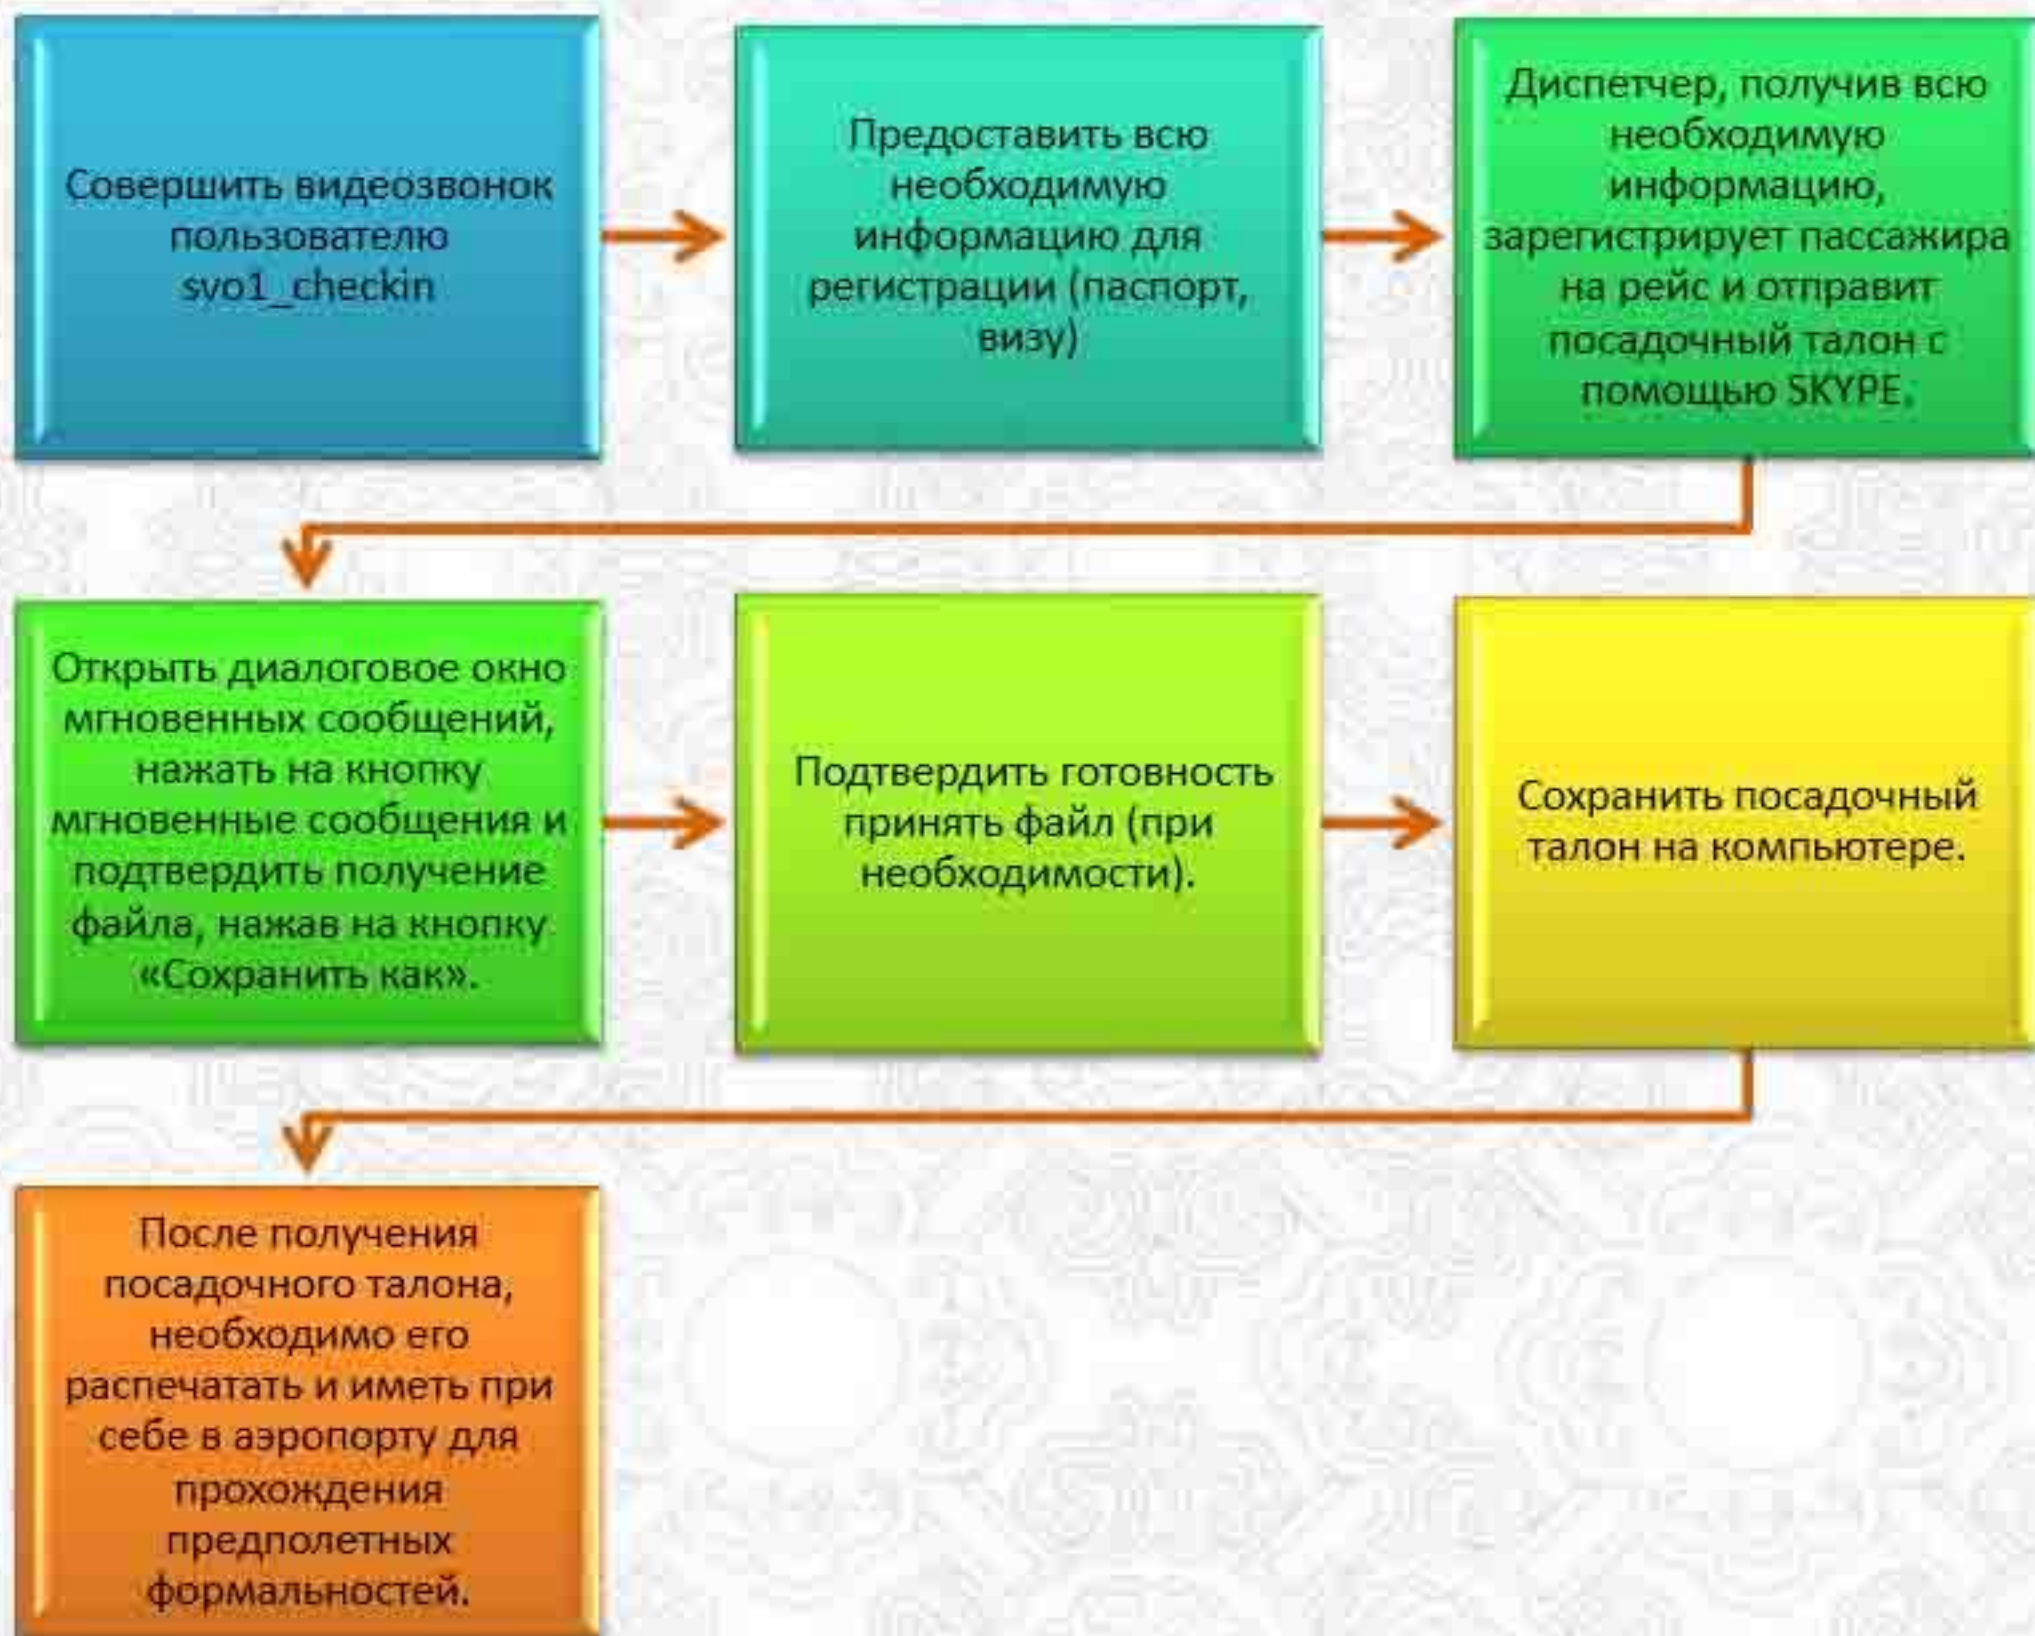 Совершить видеозвонок
пользователю
svo1_checkin
Предоставить всю
необходимую
информацию для
регистрации (паспорт,
визу)
Диспетчер, получив всю
необходимую
информацию,
зарегистрирует пассажира
на рейс и отправит
посадочный талон с
помощью SKYPE.
Открыть диалоговое окно
мгновенных сообщений,
нажать на кнопку
мгновенные сообщения и
подтвердить получение
файла, нажав на кнопку
«Сохранить как».
Подтвердить готовность
принять файл (при
необходимости).
Сохранить посадочный
талон на компьютере.
После получения
посадочного талона,
необходимо его
распечатать и иметь при
себе в аэропорту для
прохождения
предполетных
формальностей.